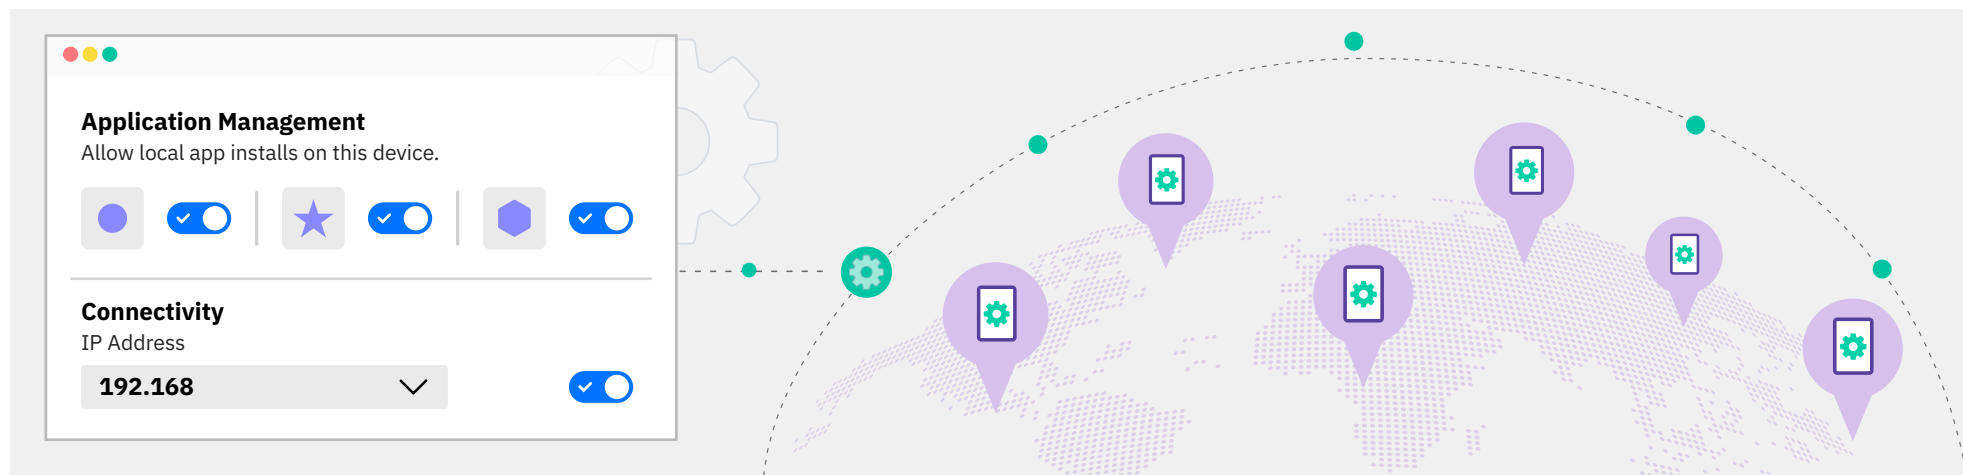 Application Management
Allow local app installs on this device.
Connectivity
IP Address
192.168